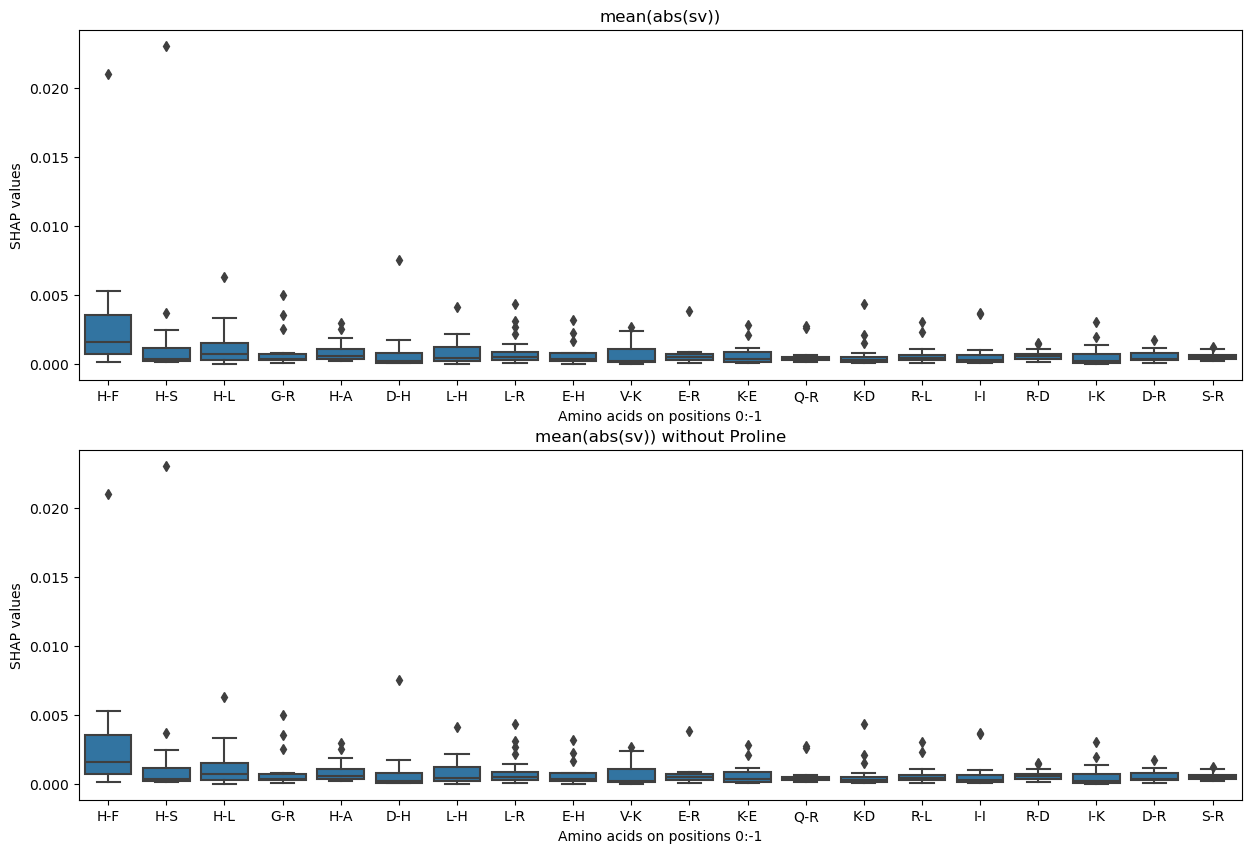 mean(abs(sv))
SHAP values
0.020
0.015
0.010
0.005
0.000
H-F H-S H-L G-R H-A D-H L-H L-R E-H V-K E-R K-E Q-R K-D R-L I-I R-D I-K D-R S-R
Amino acids on positions 0:-1
mean(abs(sv)) without Proline
SHAP values
0.020
0.015
0.010
0.005
0.000
H-F H-S H-L G-R H-A D-H L-H L-R E-H V-K E-R K-E Q-R K-D R-L I-I R-D I-K D-R S-R
Amino acids on positions 0:-1